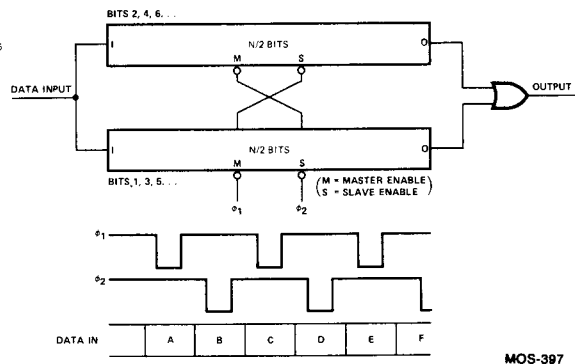 BITS 2, 4, 6. . .
I N/2 BITS O
M S
DATA INPUT
OUTPUT
I N/2 BITS O
M S
BITS 1, 3, 5. . .
(M = MASTER ENABLE
S = SLAVE ENABLE)
ϕ1 ϕ2
ϕ1
ϕ2
DATA IN A B C D E F
MOS-397